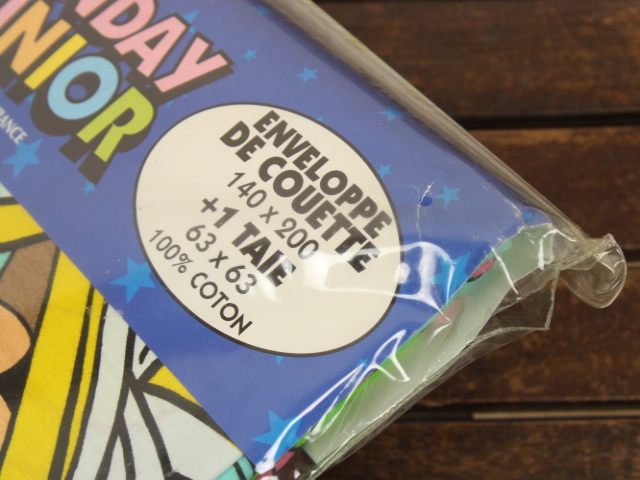 NDAY
NIOR
RANCE
ENVELOPPE
DE COUETTE
140 x 200
+1 TAIE
63 x 63
100% COTON